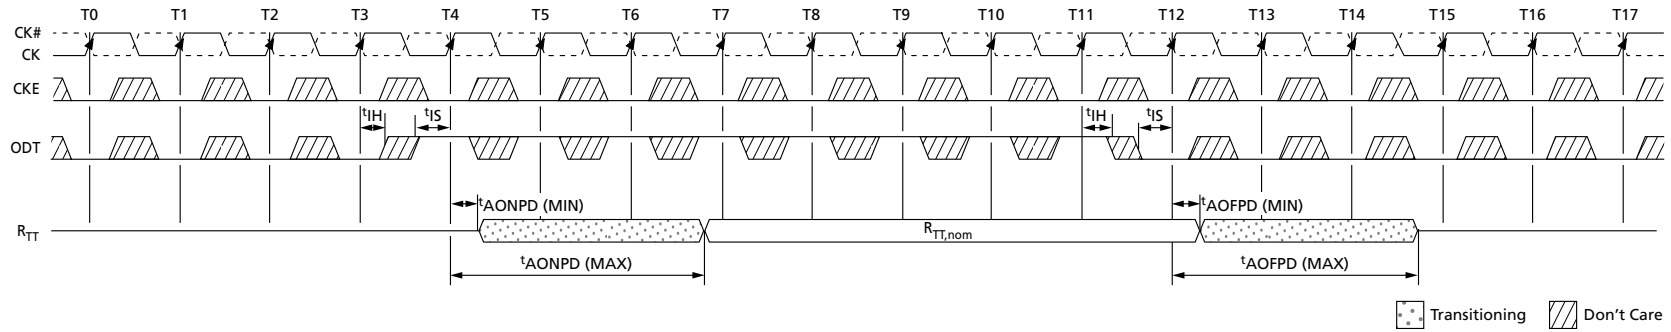 T0 T1 T2 T3 T4 T5 T6 T7 T8 T9 T10 T11 T12 T13 T14 T15 T16 T17
CK#
CK
CKE
tIH tIS tIH tIS
ODT
tAONPD (MIN) tAOFPD (MIN)
RTT RTT,nom
tAONPD (MAX) tAOFPD (MAX)
Transitioning Don't Care